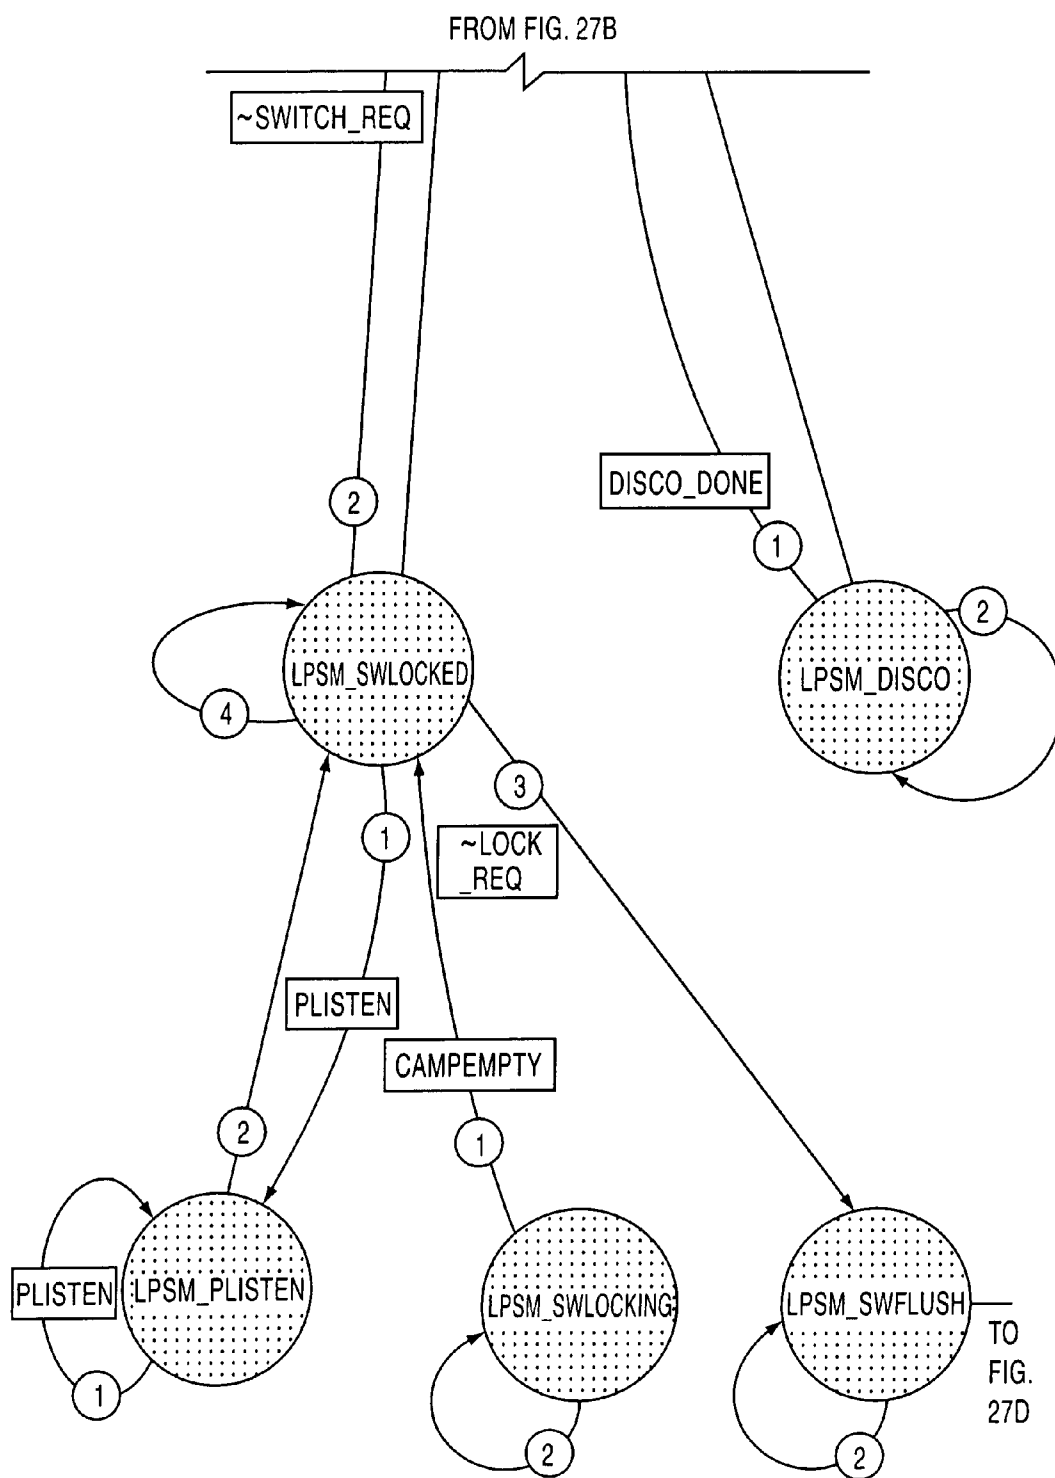 FROM FIG. 27B
~SWITCH_REQ
DISCO_DONE
2
1
2
LPSM_SWLOCKED
LPSM_DISCO
4
3
1
~LOCK
_REQ
PLISTEN
CAMPEMPTY
2
1
PLISTEN
LPSM_PLISTEN
LPSM_SWLOCKING
LPSM_SWFLUSH
TO
FIG.
27D
1
2
2